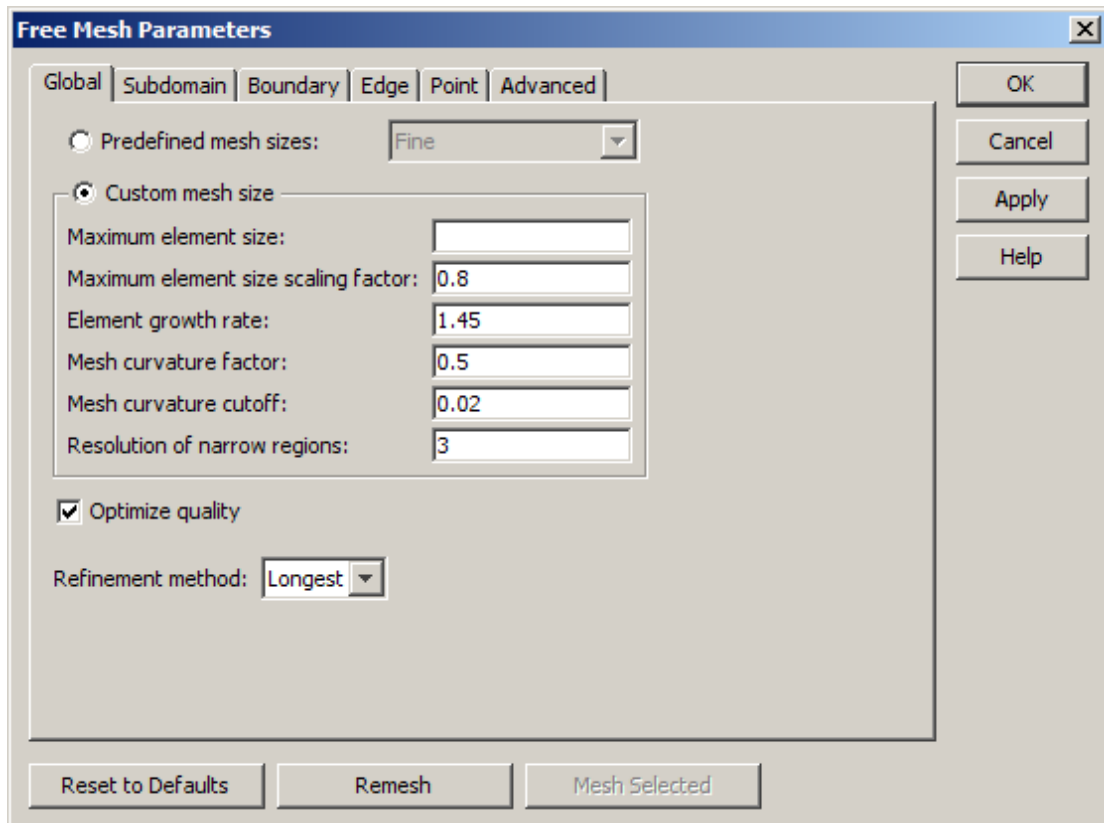 Free Mesh Parameters
Global Subdomain Boundary Edge Point Advanced
OK
Predefined mesh sizes: Fine
Cancel
Custom mesh size
Apply
Maximum element size:
Help
Maximum element size scaling factor: 0.8
Element growth rate: 1.45
Mesh curvature factor: 0.5
Mesh curvature cutoff: 0.02
Resolution of narrow regions: 3
Optimize quality
Refinement method: Longest
Reset to Defaults Remesh Mesh Selected